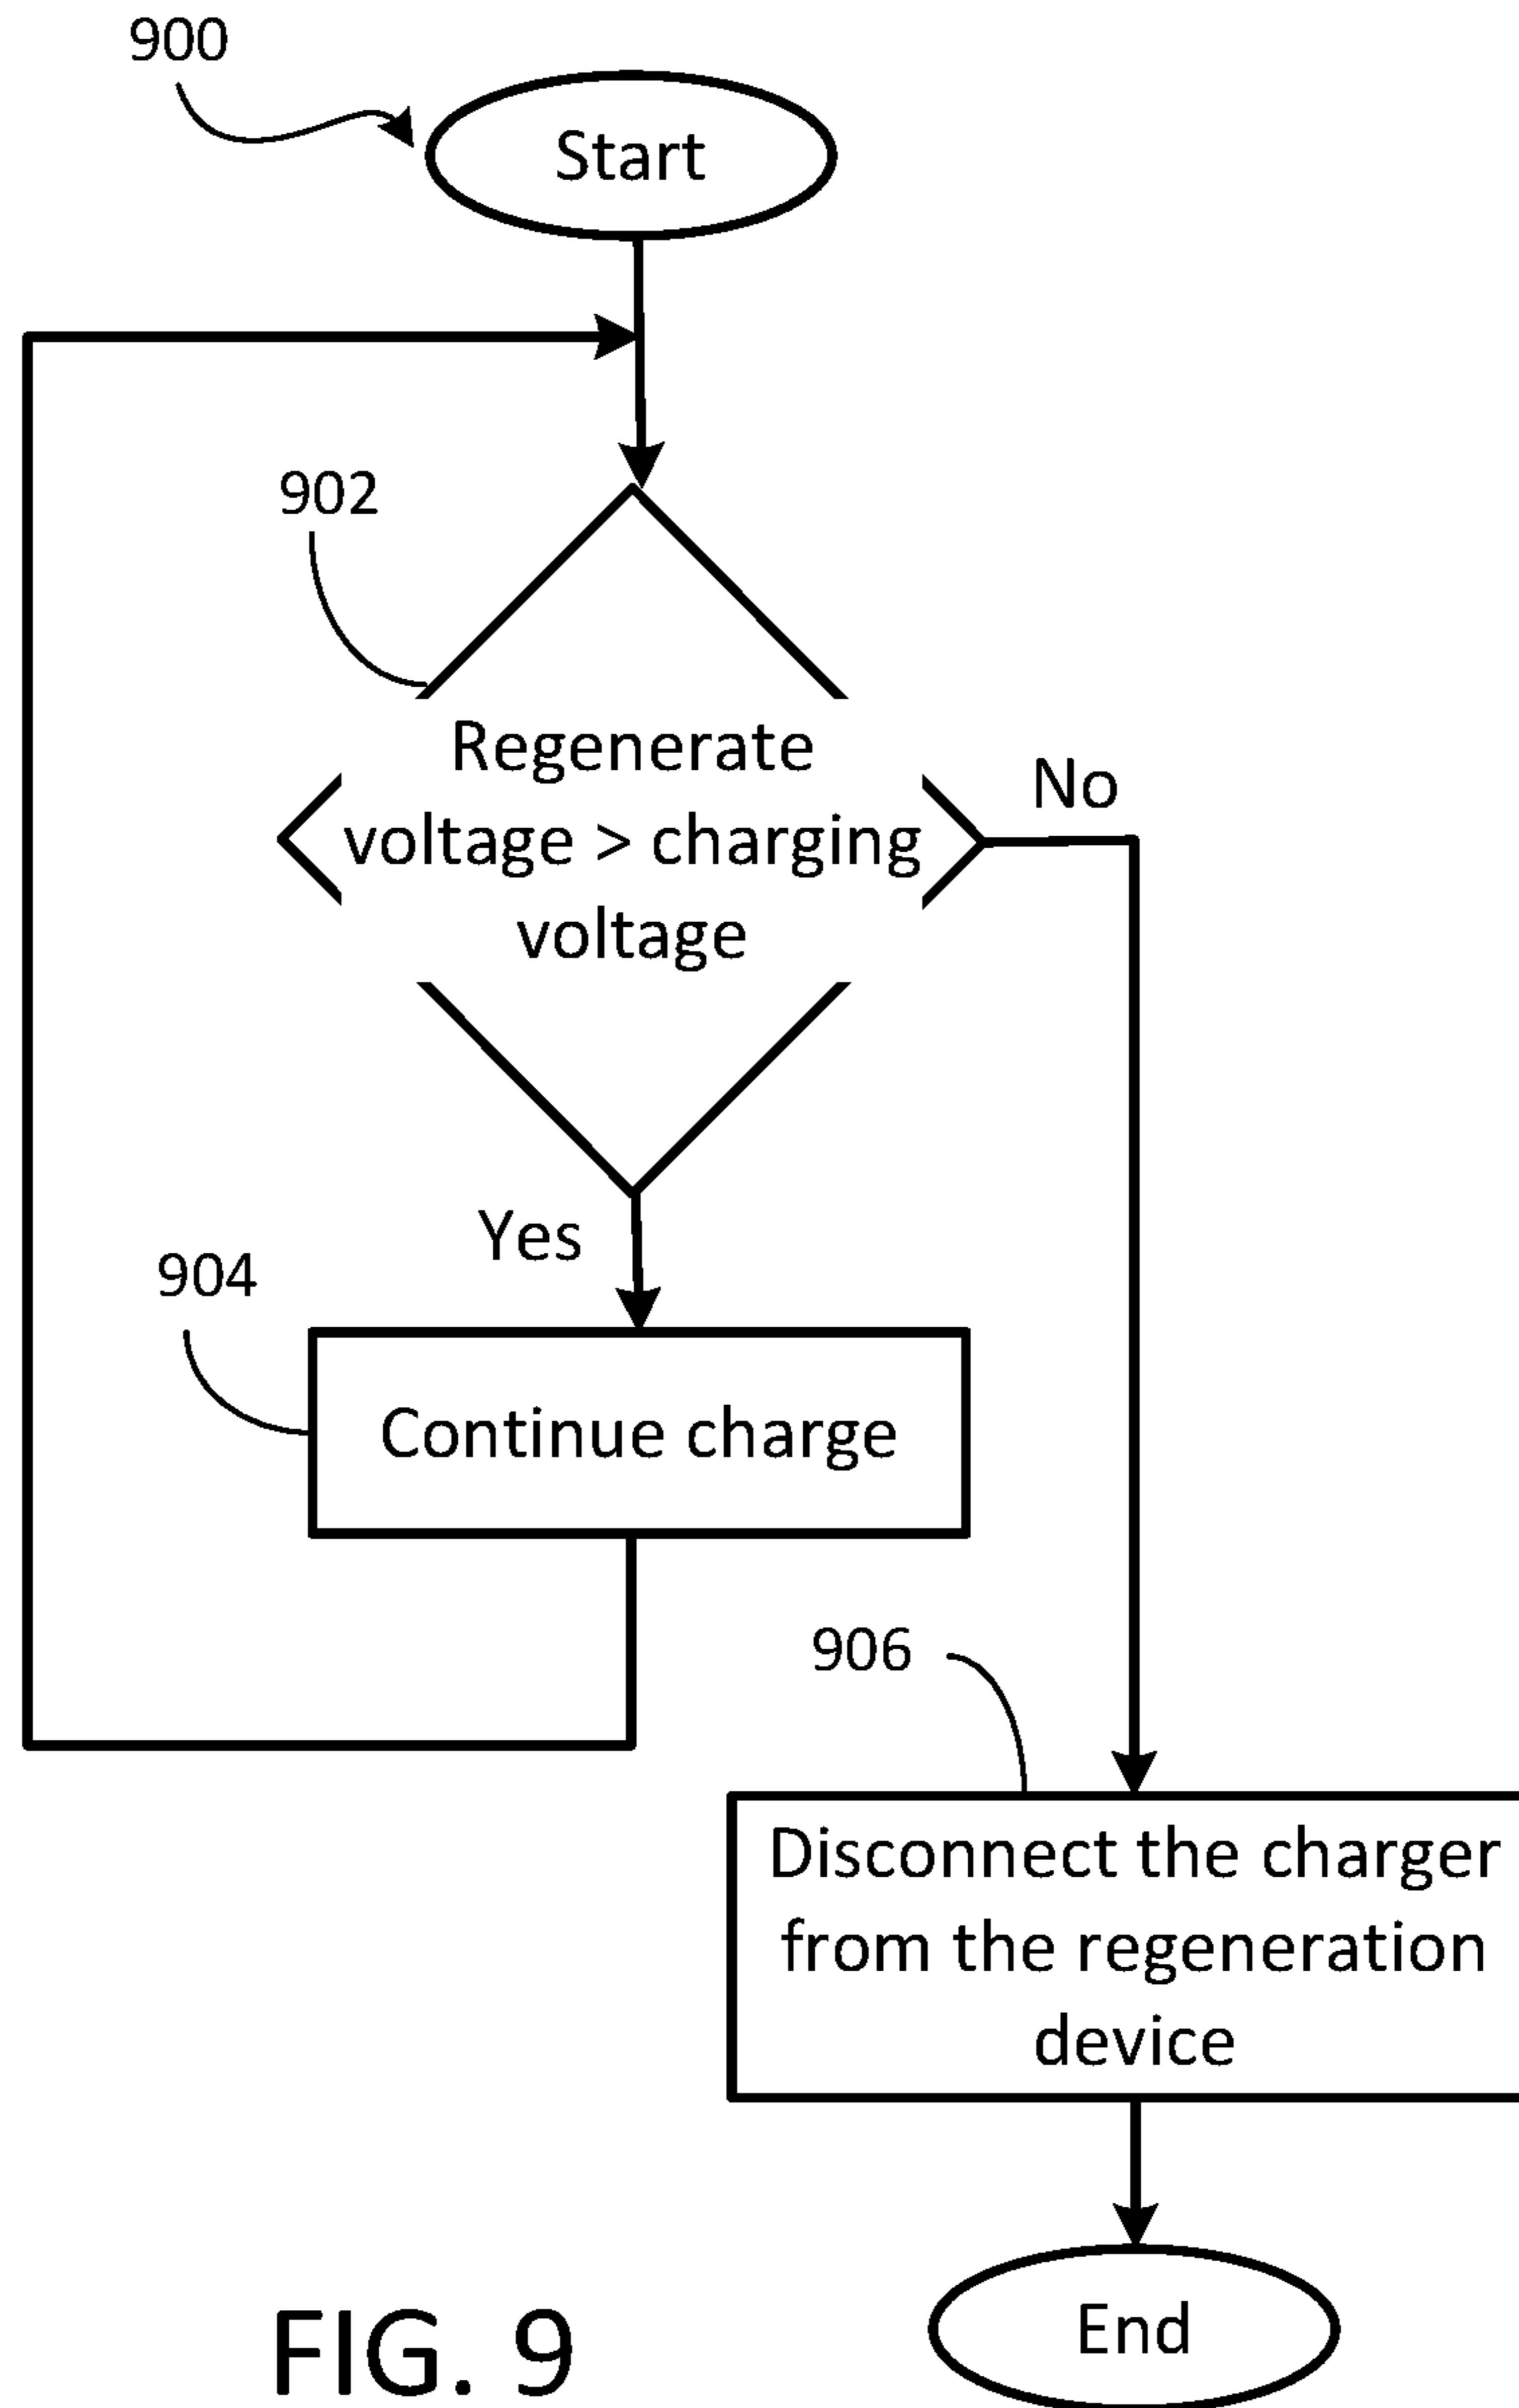 900
Start
902
Regenerate
voltage > charging
voltage
No
Yes
904
Continue charge
906
Disconnect the charger
from the regeneration
device
End
FIG. 9